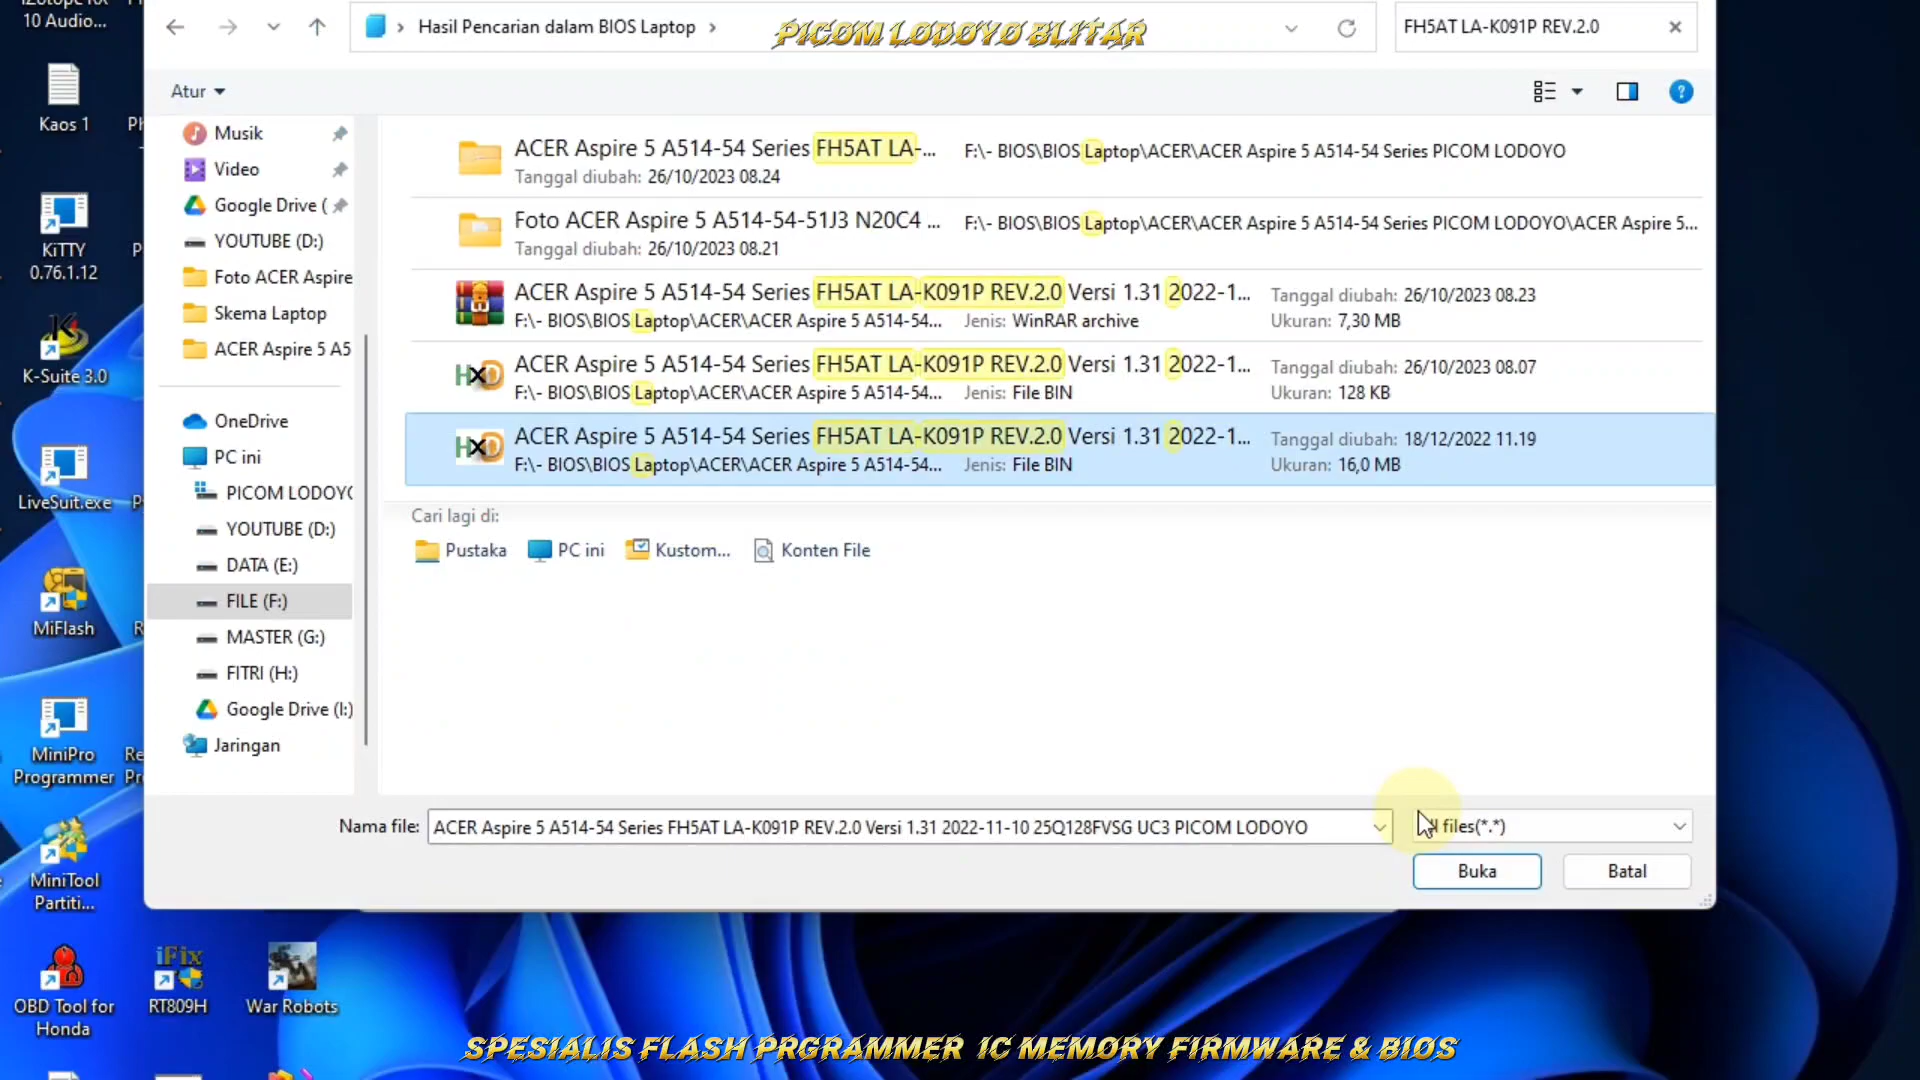 10 Audio...
Kaos 1
KiTTY
0.76.1.12
K-Suite 3.0
LiveSuit.exe
MiFlash
MiniPro
Programmer
MiniTool
Partiti...
OBD Tool for
Honda
iFix
RT809H
War Robots
Hasil Pencarian dalam BIOS Laptop
PICOM LODOYO BLITAR
FH5AT LA-K091P REV.2.0
Atur
Musik
Video
Google Drive (
YOUTUBE (D:)
Foto ACER Aspire
Skema Laptop
ACER Aspire 5 A5
OneDrive
PC ini
PICOM LODOYO
YOUTUBE (D:)
DATA (E:)
FILE (F:)
MASTER (G:)
FITRI (H:)
Google Drive (I:)
Jaringan
ACER Aspire 5 A514-54 Series FH5AT LA-... F:\- BIOS\BIOS Laptop\ACER\ACER Aspire 5 A514-54 Series PICOM LODOYO
Tanggal diubah: 26/10/2023 08.24
Foto ACER Aspire 5 A514-54-51J3 N20C4 ... F:\- BIOS\BIOS Laptop\ACER\ACER Aspire 5 A514-54 Series PICOM LODOYO\ACER Aspire 5...
Tanggal diubah: 26/10/2023 08.21
ACER Aspire 5 A514-54 Series FH5AT LA-K091P REV.2.0 Versi 1.31 2022-1... Tanggal diubah: 26/10/2023 08.23
F:\- BIOS\BIOS Laptop\ACER\ACER Aspire 5 A514-54... Jenis: WinRAR archive Ukuran: 7,30 MB
HXD ACER Aspire 5 A514-54 Series FH5AT LA-K091P REV.2.0 Versi 1.31 2022-1... Tanggal diubah: 26/10/2023 08.07
F:\- BIOS\BIOS Laptop\ACER\ACER Aspire 5 A514-54... Jenis: File BIN Ukuran: 128 KB
HXD ACER Aspire 5 A514-54 Series FH5AT LA-K091P REV.2.0 Versi 1.31 2022-1... Tanggal diubah: 18/12/2022 11.19
F:\- BIOS\BIOS Laptop\ACER\ACER Aspire 5 A514-54... Jenis: File BIN Ukuran: 16,0 MB
Cari lagi di:
Pustaka PC ini Kustom... Konten File
Nama file: ACER Aspire 5 A514-54 Series FH5AT LA-K091P REV.2.0 Versi 1.31 2022-11-10 25Q128FVSG UC3 PICOM LODOYO files(*.*)
Buka Batal
SPESIALIS FLASH PRGRAMMER IC MEMORY FIRMWARE & BIOS